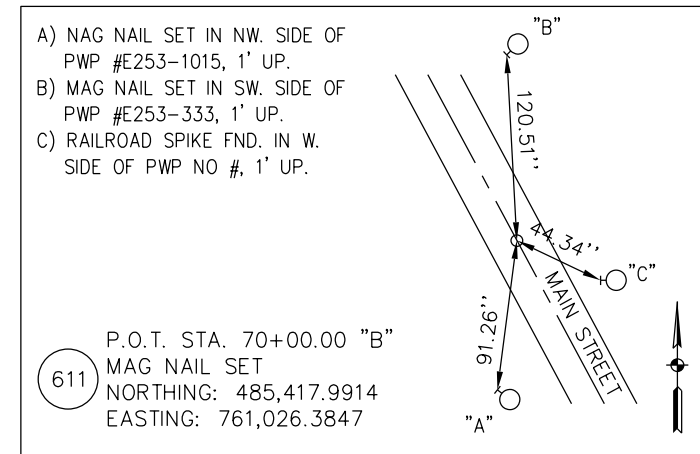 A) NAG NAIL SET IN NW. SIDE OF
PWP #E253-1015, 1' UP.
B) MAG NAIL SET IN SW. SIDE OF
PWP #E253-333, 1' UP.
C) RAILROAD SPIKE FND. IN W.
SIDE OF PWP NO #, 1' UP.
"B"
120.51''
44.34''
"C"
MAIN STREET
91.26''
"A"
611
P.O.T. STA. 70+00.00 "B"
MAG NAIL SET
NORTHING: 485,417.9914
EASTING: 761,026.3847